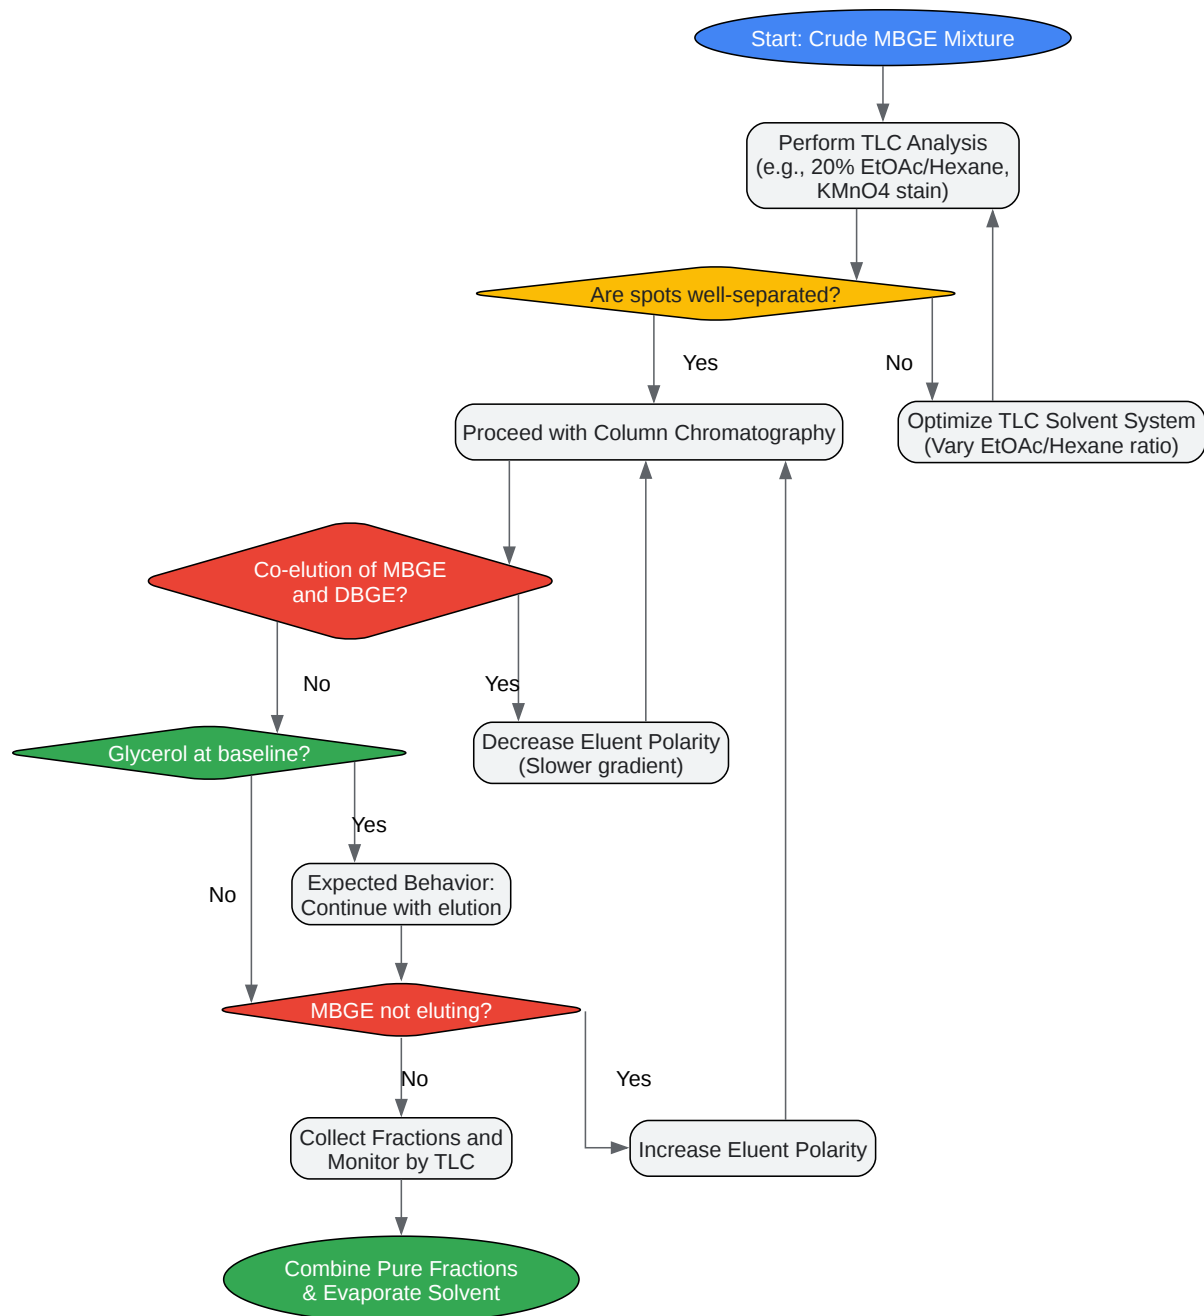 Start: Crude MBGE Mixture
Perform TLC Analysis
(e.g., 20% EtOAc/Hexane,
KMnO4 stain)
Are spots well-separated?
Yes
No
Proceed with Column Chromatography
Optimize TLC Solvent System
(Vary EtOAc/Hexane ratio)
Co-elution of MBGE
and DBGE?
No
Yes
Glycerol at baseline?
Decrease Eluent Polarity
(Slower gradient)
Yes
No
Expected Behavior:
Continue with elution
MBGE not eluting?
No
Yes
Collect Fractions and
Monitor by TLC
Increase Eluent Polarity
Combine Pure Fractions
& Evaporate Solvent